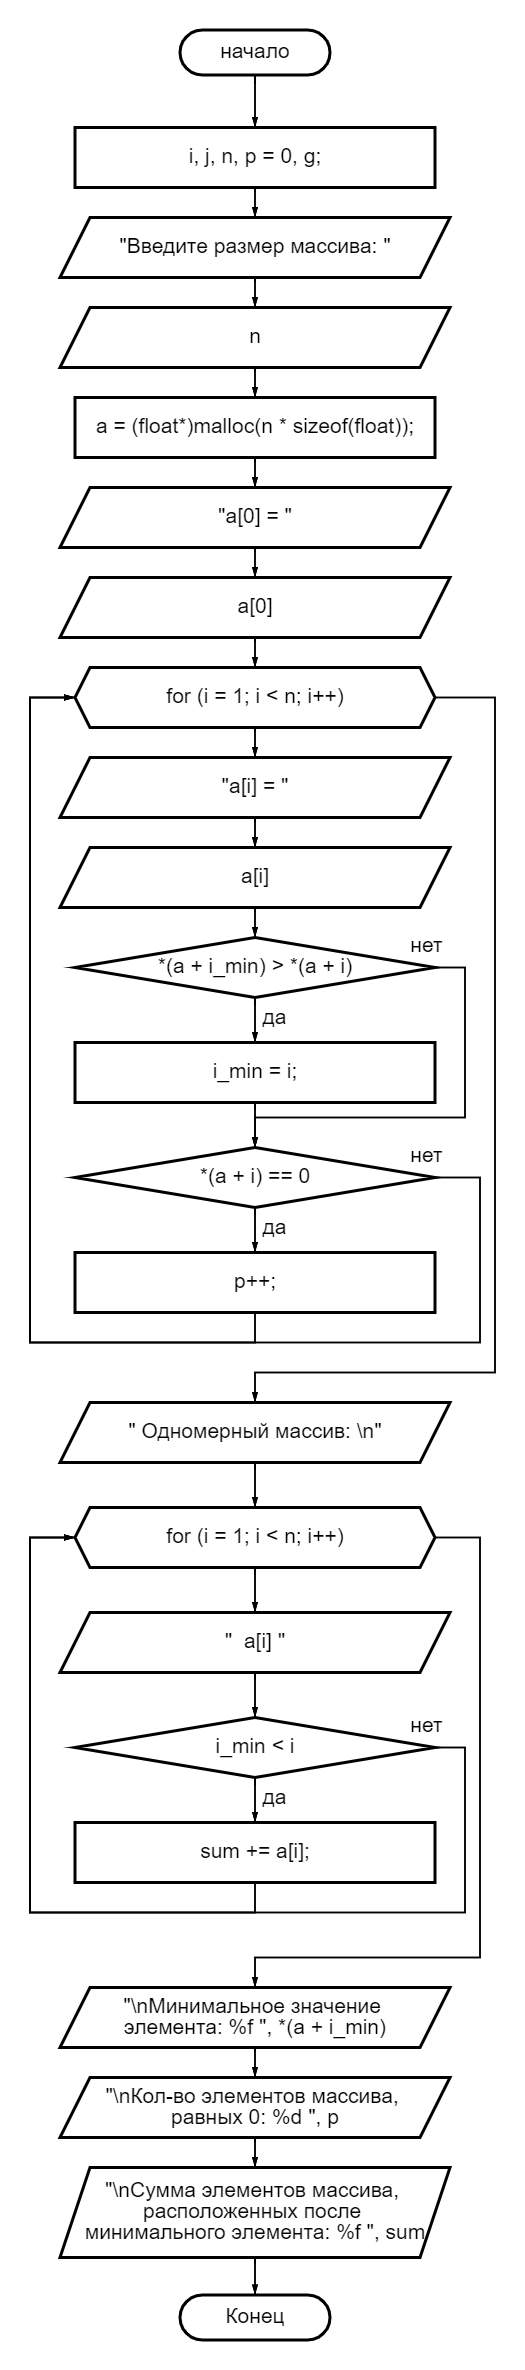 начало
i, j, n, p = 0, g;
"Введите размер массива: "
n
a = (float*)malloc(n * sizeof(float));
"a[0] = "
a[0]
for (i = 1; i < n; i++)
"a[i] = "
a[i]
нет
*(a + i_min) > *(a + i)
да
i_min = i;
нет
*(a + i) == 0
да
p++;
" Одномерный массив: \n"
for (i = 1; i < n; i++)
"  a[i] "
нет
i_min < i
да
sum += a[i];
"\nМинимальное значение
элемента: %f ", *(a + i_min)
"\nКол-во элементов массива,
равных 0: %d ", p
"\nСумма элементов массива,
расположенных после
минимального элемента: %f ", sum
Конец